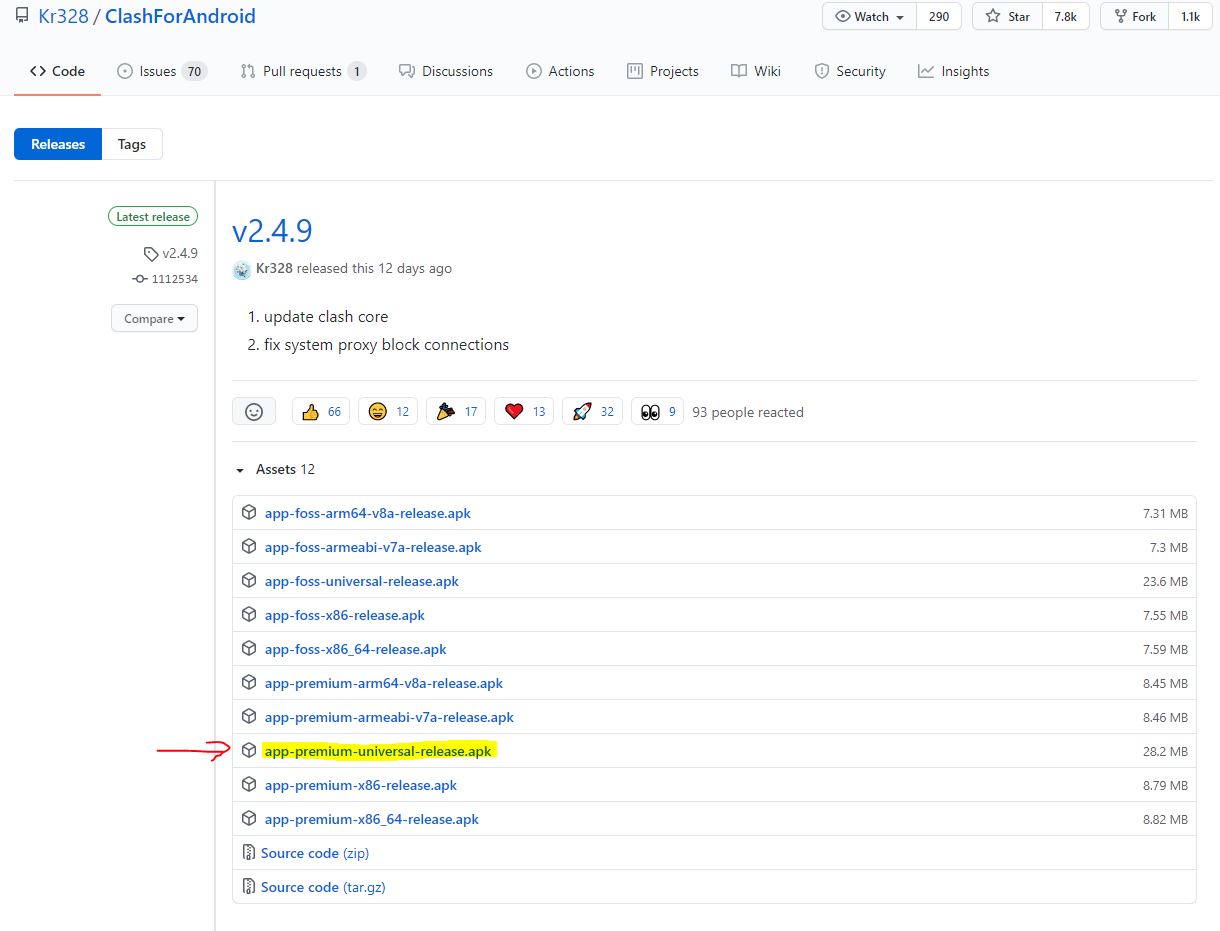 Kr328 / ClashForAndroid
Watch 290 Star 7.8k Fork 1.1k
Code Issues 70 Pull requests 1 Discussions Actions Projects Wiki Security Insights
Releases Tags
Latest release
v2.4.9
1112534
Compare
v2.4.9
Kr328 released this 12 days ago
1. update clash core
2. fix system proxy block connections
66 12 17 13 32 9 93 people reacted
Assets 12
app-foss-arm64-v8a-release.apk 7.31 MB
app-foss-armeabi-v7a-release.apk 7.3 MB
app-foss-universal-release.apk 23.6 MB
app-foss-x86-release.apk 7.55 MB
app-foss-x86_64-release.apk 7.59 MB
app-premium-arm64-v8a-release.apk 8.45 MB
app-premium-armeabi-v7a-release.apk 8.46 MB
app-premium-universal-release.apk 28.2 MB
app-premium-x86-release.apk 8.79 MB
app-premium-x86_64-release.apk 8.82 MB
Source code (zip)
Source code (tar.gz)